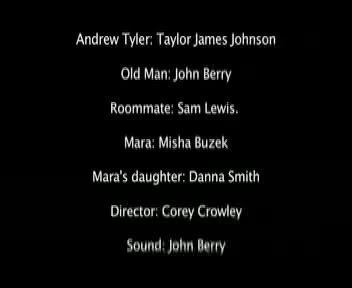 Andrew Tyler: Taylor James Johnson
Old Man: John Berry
Roommate: Sam Lewis.
Mara: Misha Buzek
Mara's daughter: Danna Smith
Director: Corey Crowley
Sound: John Berry